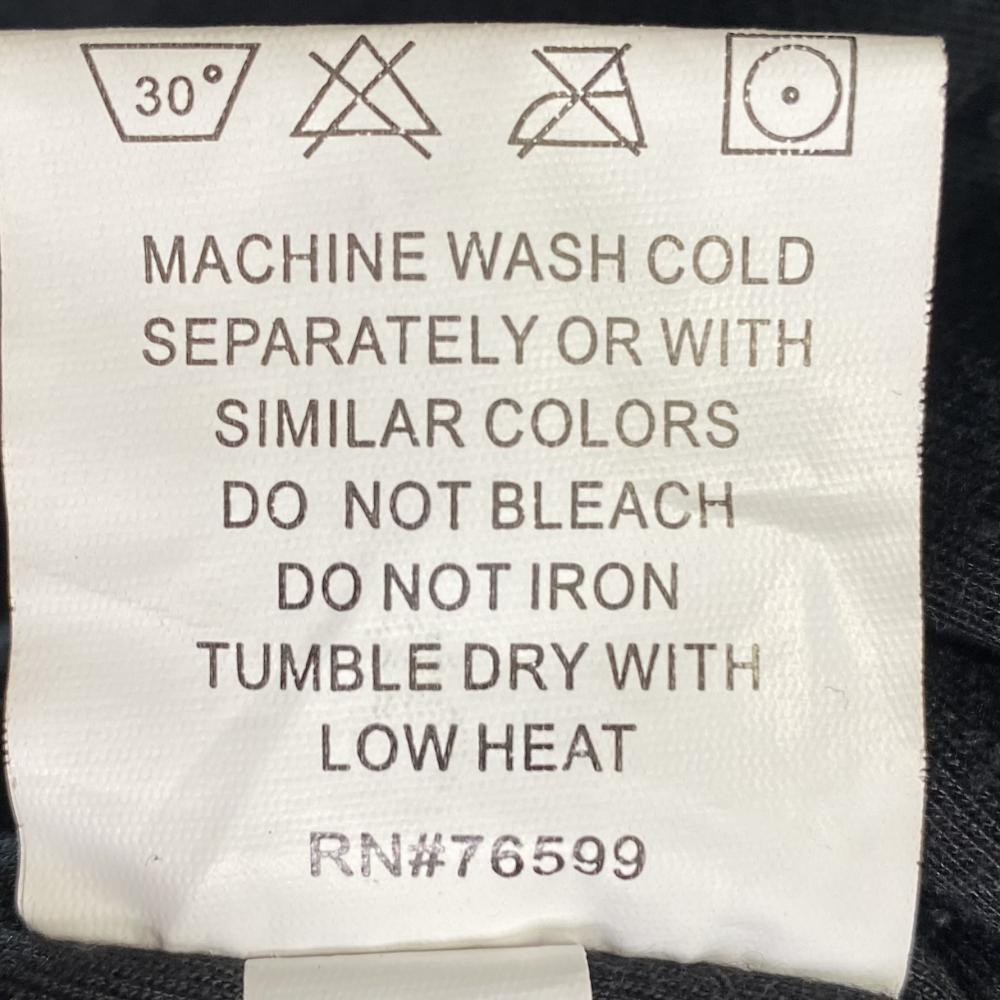 30°
MACHINE WASH COLD
SEPARATELY OR WITH
SIMILAR COLORS
DO NOT BLEACH
DO NOT IRON
TUMBLE DRY WITH
LOW HEAT
RN#76599